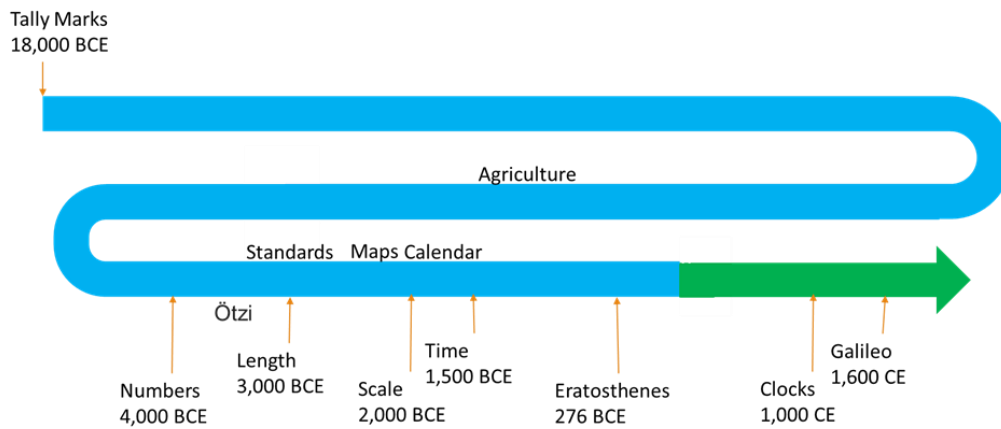 Tally Marks
18,000 BCE
Agriculture
Standards Maps Calendar
Ötzi
Numbers
4,000 BCE
Length
3,000 BCE
Scale
2,000 BCE
Time
1,500 BCE
Eratosthenes
276 BCE
Clocks
1,000 CE
Galileo
1,600 CE